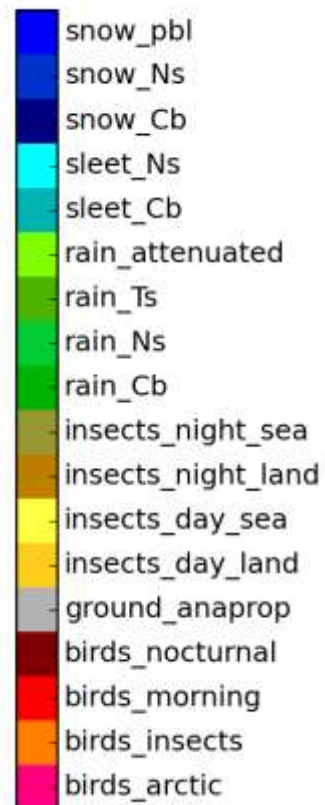 snow_pbl
snow_Ns
snow_Cb
sleet_Ns
sleet_Cb
rain_attenuated
rain_Ts
rain_Ns
rain_Cb
insects_night_sea
insects_night_land
insects_day_sea
insects_day_land
ground_anaprop
birds_nocturnal
birds_morning
birds_insects
birds_arctic